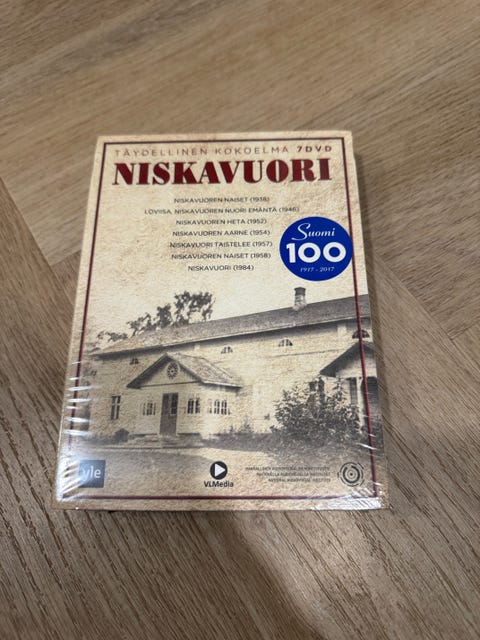 TÄYDELLINEN KOKOELMA 7DVD
NISKAVUORI
NISKAVUOREN NAISET (1938)
LOVIISA, NISKAVUOREN NUORI EMÄNTÄ (1946)
NISKAVUOREN HETA (1952)
NISKAVUOREN AARNE (1954)
NISKAVUORI TAISTELEE (1957)
NISKAVUOREN NAISET (1958)
NISKAVUORI (1984)
Suomi
100
1917 - 2017
yle
VLMedia